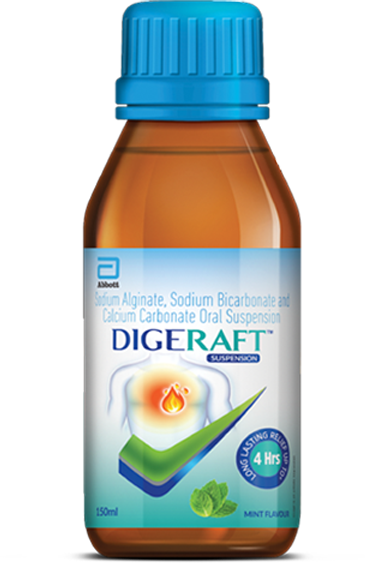 Abbott
Sodium Alginate, Sodium Bicarbonate and
Calcium Carbonate Oral Suspension
DIGERAFT™
SUSPENSION
LONG LASTING RELIEF UP TO*
4 Hrs
150ml
MINT FLAVOUR